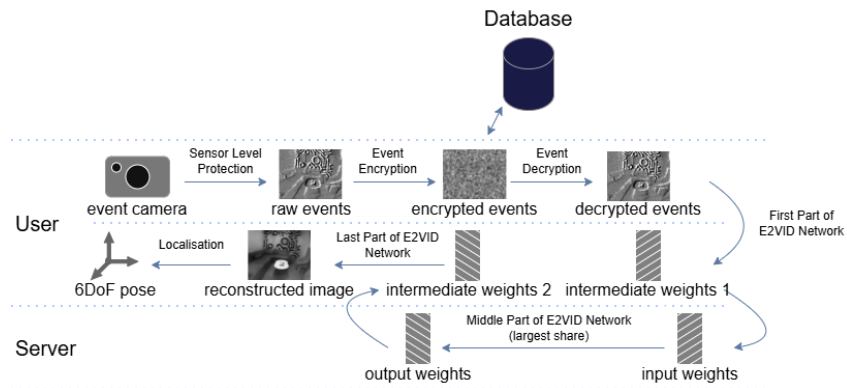 Database
Sensor Level
Protection
Event
Encryption
Event
Decryption
event camera
raw events
encrypted events
decrypted events
User
First Part of
E2VID Network
Localisation
Last Part of E2VID
Network
6DoF pose
reconstructed image
intermediate weights 2
intermediate weights 1
Server
Middle Part of E2VID Network
(largest share)
output weights
input weights